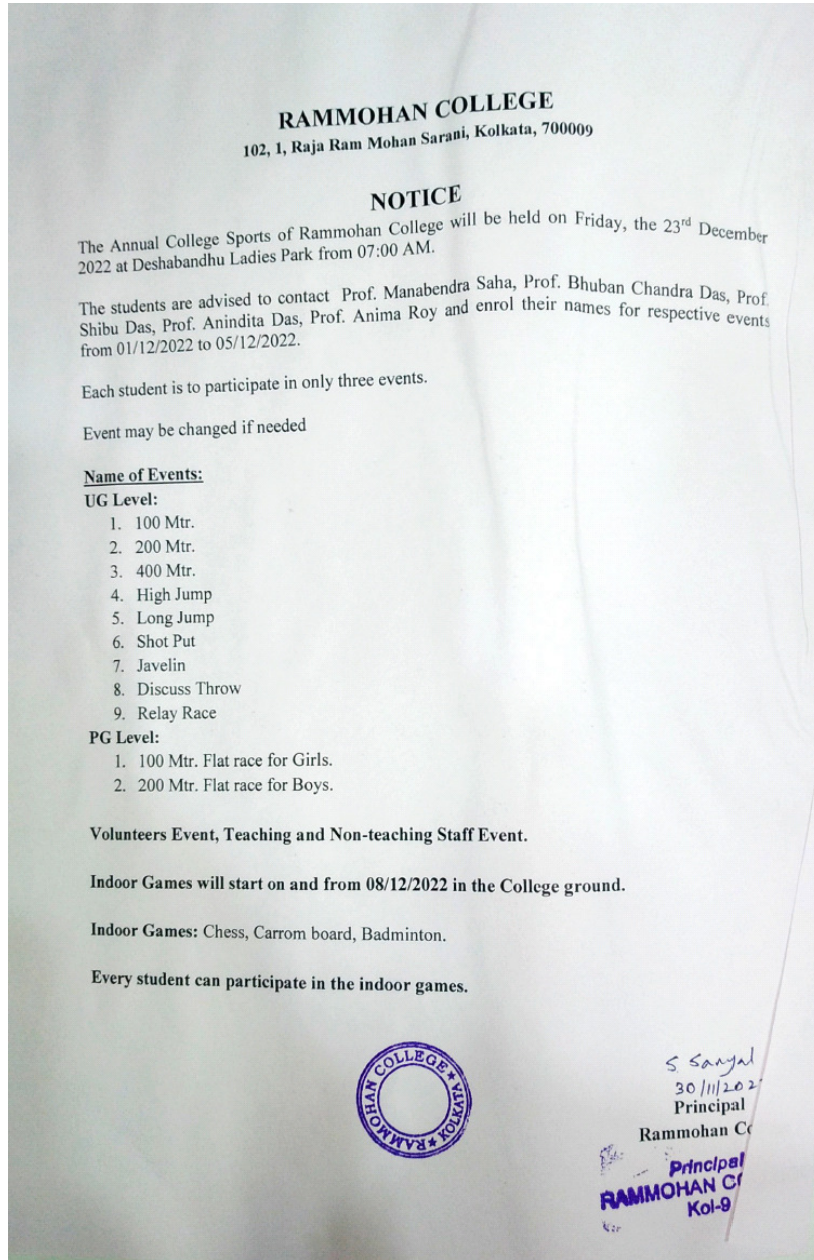 RAMMOHAN COLLEGE
102, 1, Raja Ram Mohan Sarani, Kolkata, 700009
NOTICE
The Annual College Sports of Rammohan College will be held on Friday, the 23rd December
2022 at Deshabandhu Ladies Park from 07:00 AM.
The students are advised to contact Prof. Manabendra Saha, Prof. Bhuban Chandra Das, Prof.
Shibu Das, Prof. Anindita Das, Prof. Anima Roy and enrol their names for respective events
from 01/12/2022 to 05/12/2022.
Each student is to participate in only three events.
Event may be changed if needed
Name of Events:
UG Level:
1. 100 Mtr.
2. 200 Mtr.
3. 400 Mtr.
4. High Jump
5. Long Jump
6. Shot Put
7. Javelin
8. Discuss Throw
9. Relay Race
PG Level:
1. 100 Mtr. Flat race for Girls.
2. 200 Mtr. Flat race for Boys.
Volunteers Event, Teaching and Non-teaching Staff Event.
Indoor Games will start on and from 08/12/2022 in the College ground.
Indoor Games: Chess, Carrom board, Badminton.
Every student can participate in the indoor games.
RAMMOHAN COLLEGE ★ KOLKATA ★
S. Sanyal
30/11/202
Principal
Rammohan Co
Principal
RAMMOHAN CO
Kol-9